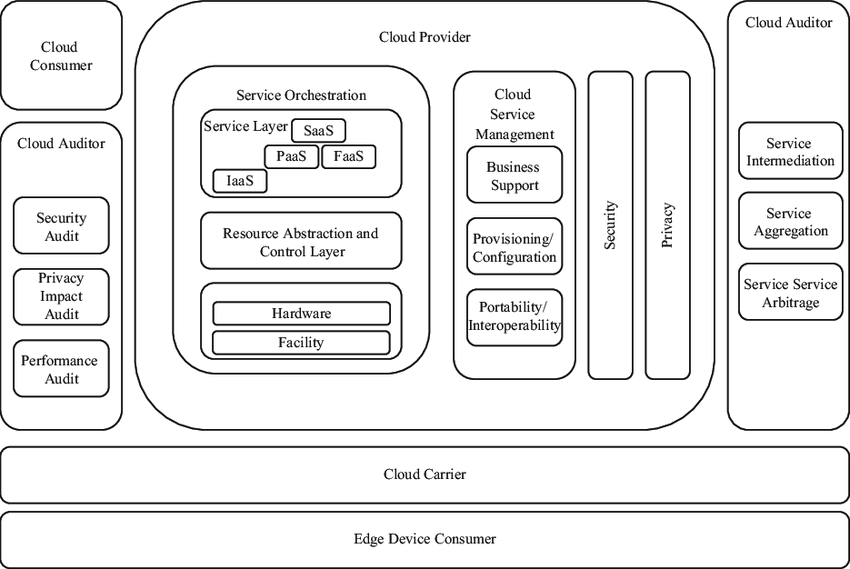 Cloud
Consumer
Cloud Auditor
Security
Audit
Privacy
Impact
Audit
Performance
Audit
Cloud Provider
Service Orchestration
Service Layer
SaaS
PaaS
FaaS
IaaS
Resource Abstraction and
Control Layer
Hardware
Facility
Cloud
Service
Management
Business
Support
Provisioning/
Configuration
Portability/
Interoperability
Security
Privacy
Cloud Auditor
Service
Intermediation
Service
Aggregation
Service Service
Arbitrage
Cloud Carrier
Edge Device Consumer